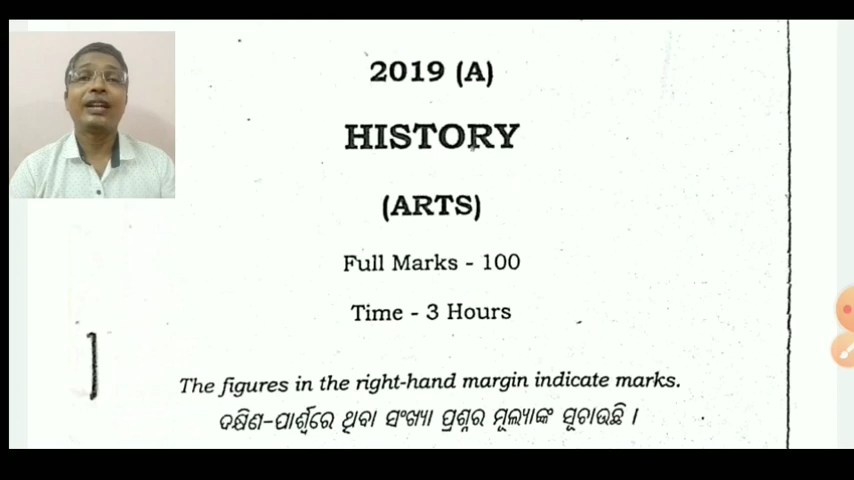 2019 (A)
HISTORY
(ARTS)
Full Marks - 100
Time - 3 Hours
The figures in the right-hand margin indicate marks.
ଦକ୍ଷିଣ-ପାର୍ଶ୍ଵରେ ଥିବା ସଂଖ୍ୟା ପ୍ରଶ୍ନର ମୂଲ୍ୟାଙ୍କ ସୂଚାଉଛି ।